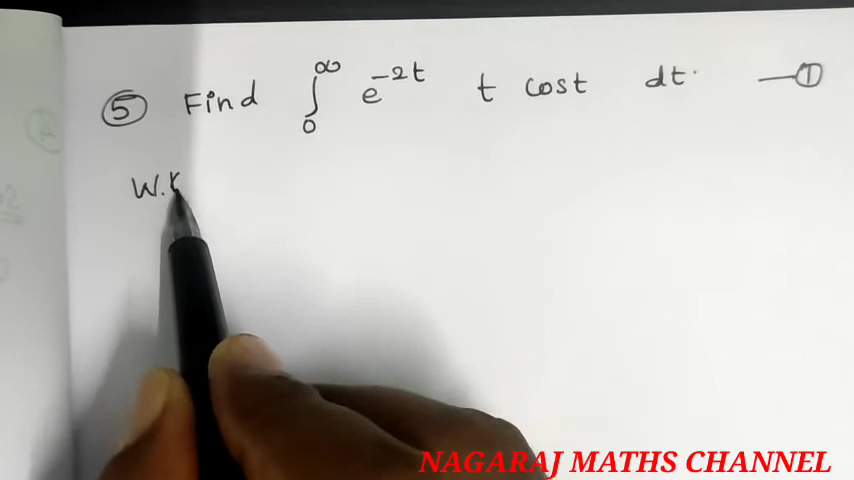 ⑤ Find ∫₀^∞ e^{-2t} t cost dt. —①
W.K
NAGARAJ MATHS CHANNEL